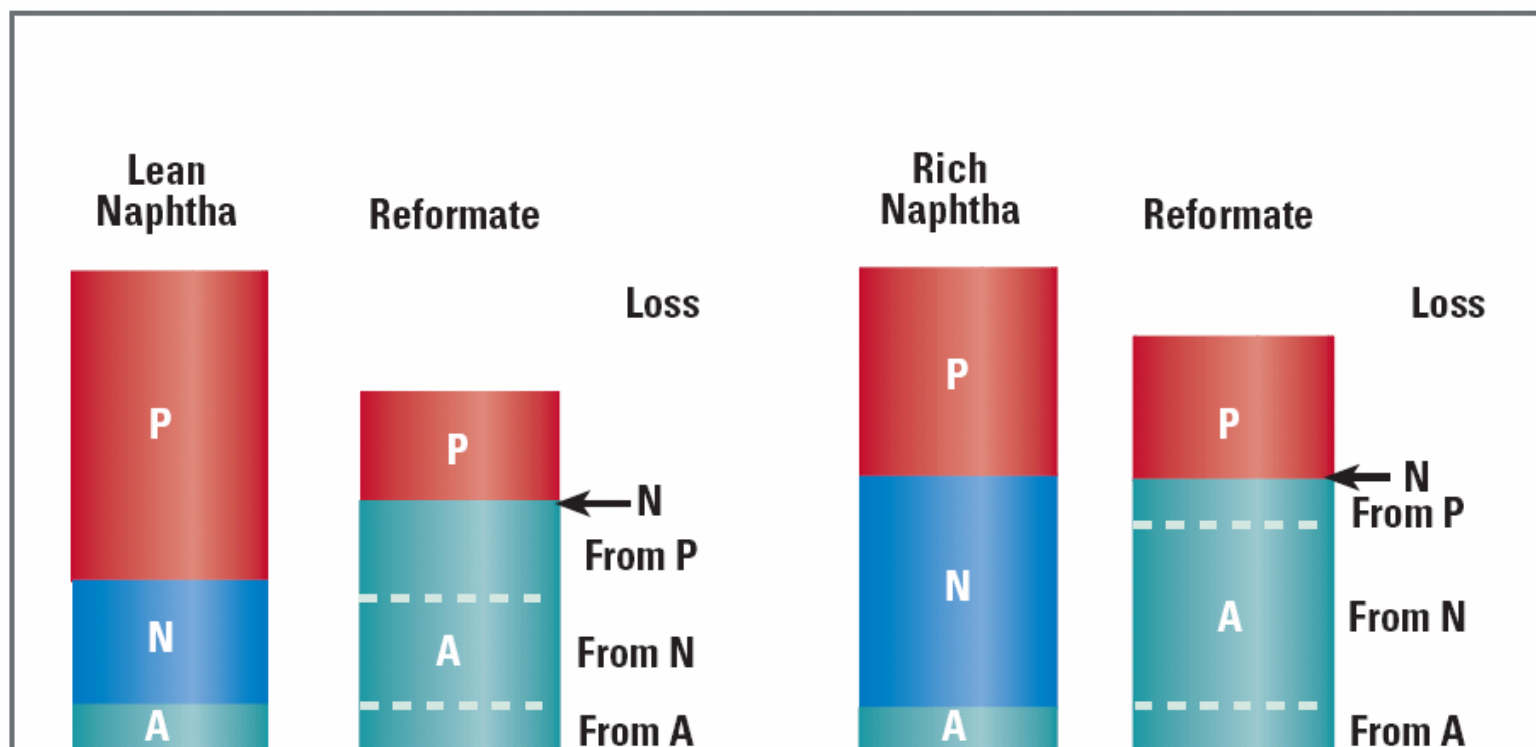 Lean
Naphtha
Reformate
Loss
P
P
N
From P
N
A
From N
A
From A
Rich
Naphtha
Reformate
Loss
P
P
N
From P
N
A
From N
A
From A